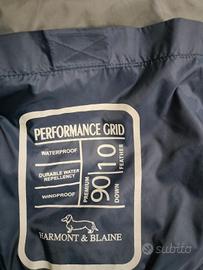 PERFORMANCE GRID
WATERPROOF
DURABLE WATER
REPELLENCY
WINDPROOF
PREMIUM
90
DOWN
10
FEATHER
HARMONT & BLAINE
subito